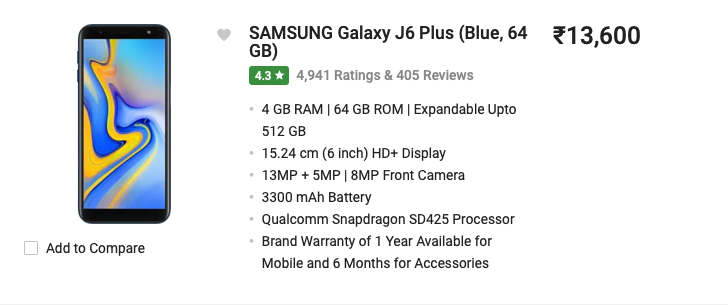 SAMSUNG Galaxy J6 Plus (Blue, 64
GB)
₹13,600
4.3 ★ 4,941 Ratings & 405 Reviews
• 4 GB RAM | 64 GB ROM | Expandable Upto
512 GB
• 15.24 cm (6 inch) HD+ Display
• 13MP + 5MP | 8MP Front Camera
• 3300 mAh Battery
• Qualcomm Snapdragon SD425 Processor
• Brand Warranty of 1 Year Available for
Mobile and 6 Months for Accessories
Add to Compare